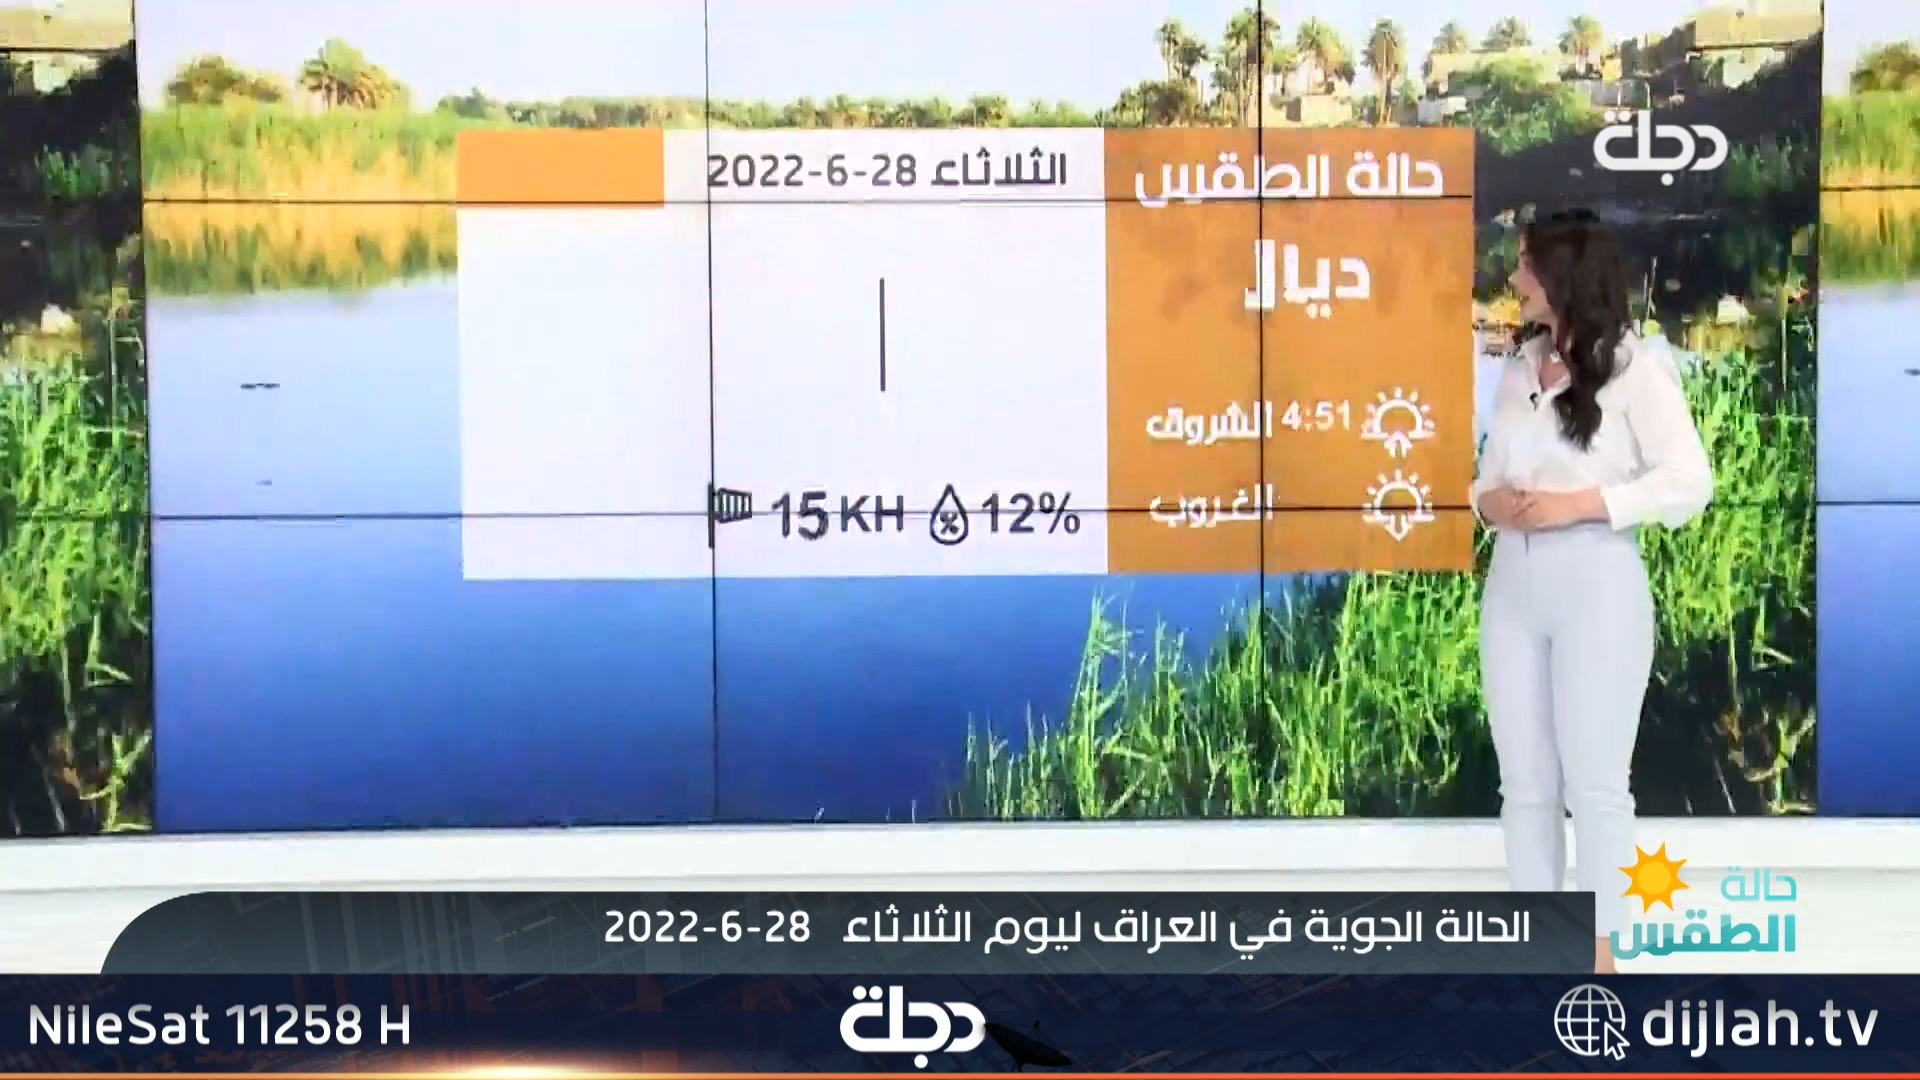 دجلة
حالة الطقس
الثلاثاء 28-6-2022
4:51 الشروق
الغروب
15 KH 12%
حالة الطقس
الحالة الجوية في العراق ليوم الثلاثاء 28-6-2022
NileSat 11258 H
دجلة
dijlah.tv